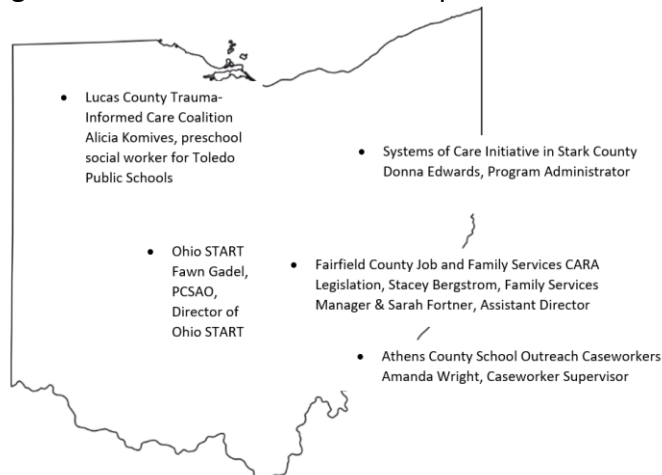 • Lucas County Trauma-
Informed Care Coalition
Alicia Komives, preschool
social worker for Toledo
Public Schools
• Systems of Care Initiative in Stark County
Donna Edwards, Program Administrator
• Ohio START
Fawn Gadel,
PCSAO,
Director of
Ohio START
• Fairfield County Job and Family Services CARA
Legislation, Stacey Bergstrom, Family Services
Manager & Sarah Fortner, Assistant Director
• Athens County School Outreach Caseworkers
Amanda Wright, Caseworker Supervisor